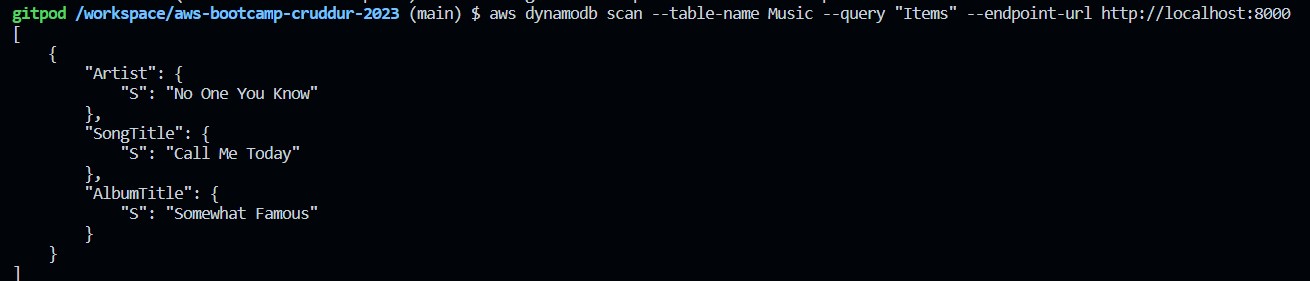 gitpod /workspace/aws-bootcamp-cruddur-2023 (main) $ aws dynamodb scan --table-name Music --query "Items" --endpoint-url http://localhost:8000
[
    {
        "Artist": {
            "S": "No One You Know"
        },
        "SongTitle": {
            "S": "Call Me Today"
        },
        "AlbumTitle": {
            "S": "Somewhat Famous"
        }
    }
]